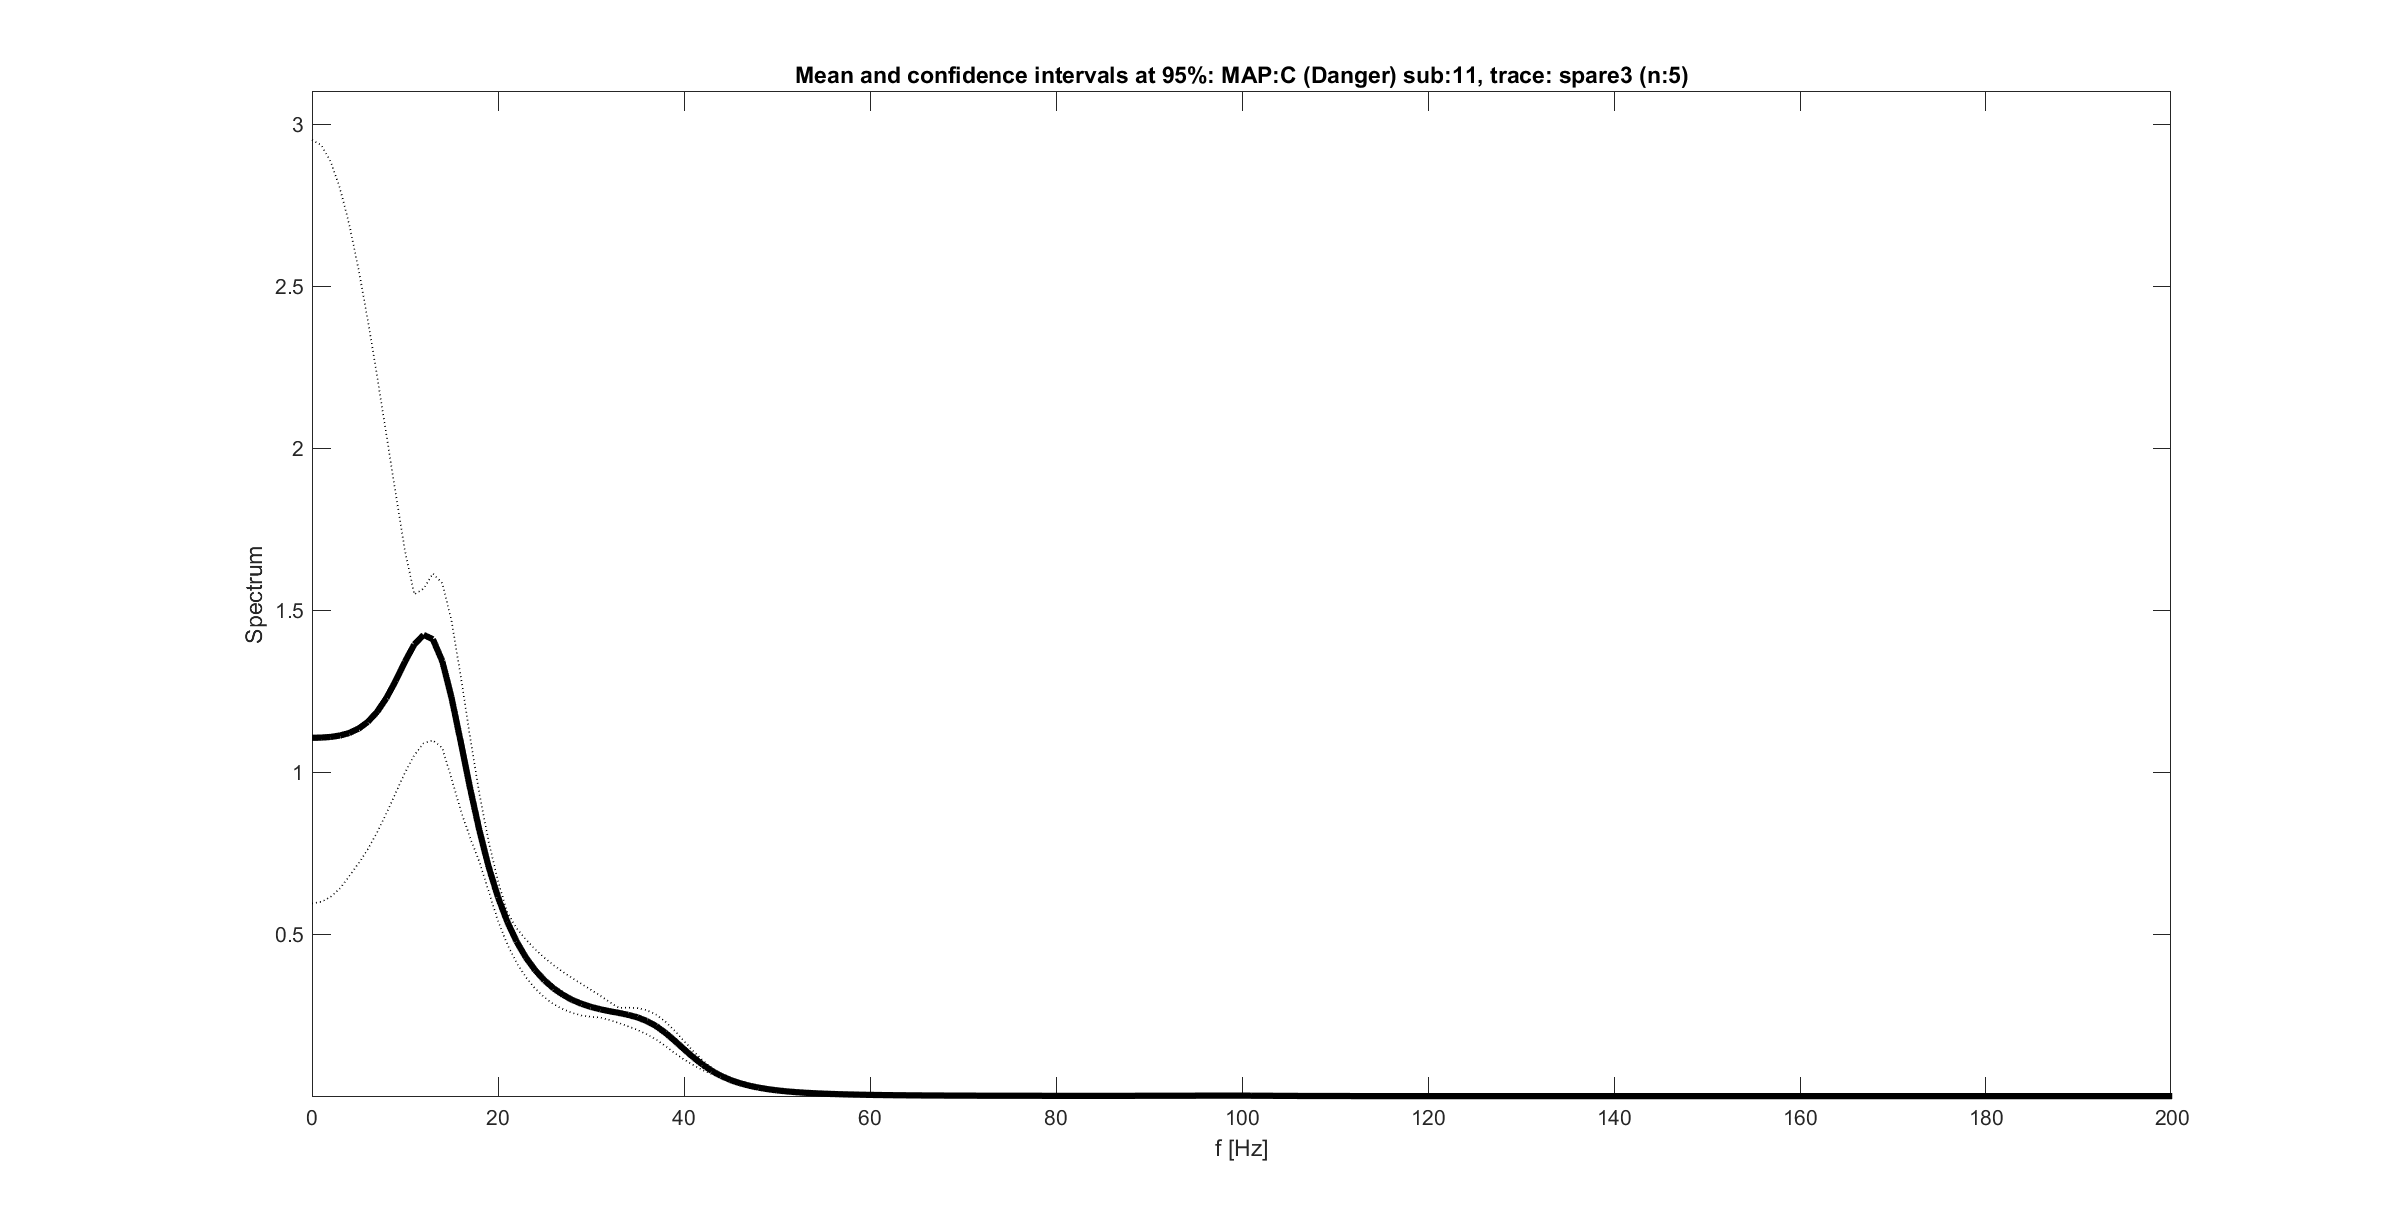 Mean and confidence intervals at 95%: MAP:C (Danger) sub:11, trace: spare3 (n:5)
3
2.5
2
1.5
1
0.5
Spectrum
0 20 40 60 80 100 120 140 160 180 200
f [Hz]